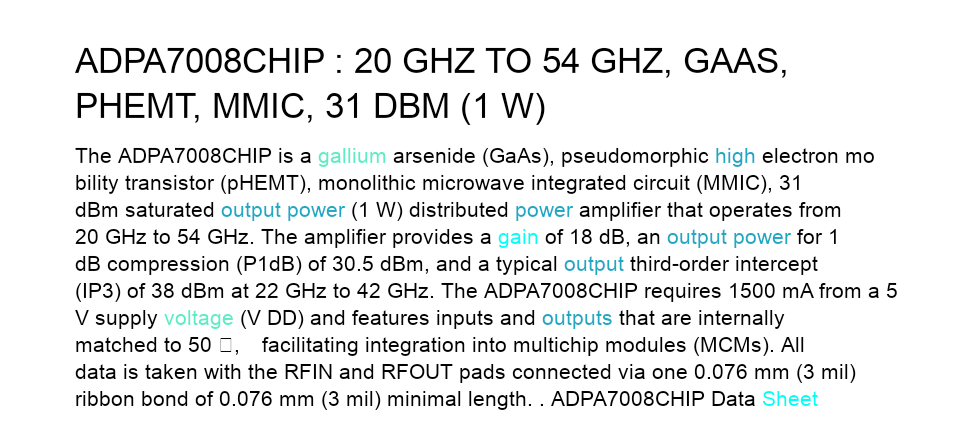 ADPA7008CHIP : 20 GHZ TO 54 GHZ, GAAS,
PHEMT, MMIC, 31 DBM (1 W)
The ADPA7008CHIP is a gallium arsenide (GaAs), pseudomorphic high electron mo
bility transistor (pHEMT), monolithic microwave integrated circuit (MMIC), 31
dBm saturated output power (1 W) distributed power amplifier that operates from
20 GHz to 54 GHz. The amplifier provides a gain of 18 dB, an output power for 1
dB compression (P1dB) of 30.5 dBm, and a typical output third-order intercept
(IP3) of 38 dBm at 22 GHz to 42 GHz. The ADPA7008CHIP requires 1500 mA from a 5
V supply voltage (V DD) and features inputs and outputs that are internally
matched to 50 □, facilitating integration into multichip modules (MCMs). All
data is taken with the RFIN and RFOUT pads connected via one 0.076 mm (3 mil)
ribbon bond of 0.076 mm (3 mil) minimal length. . ADPA7008CHIP Data Sheet